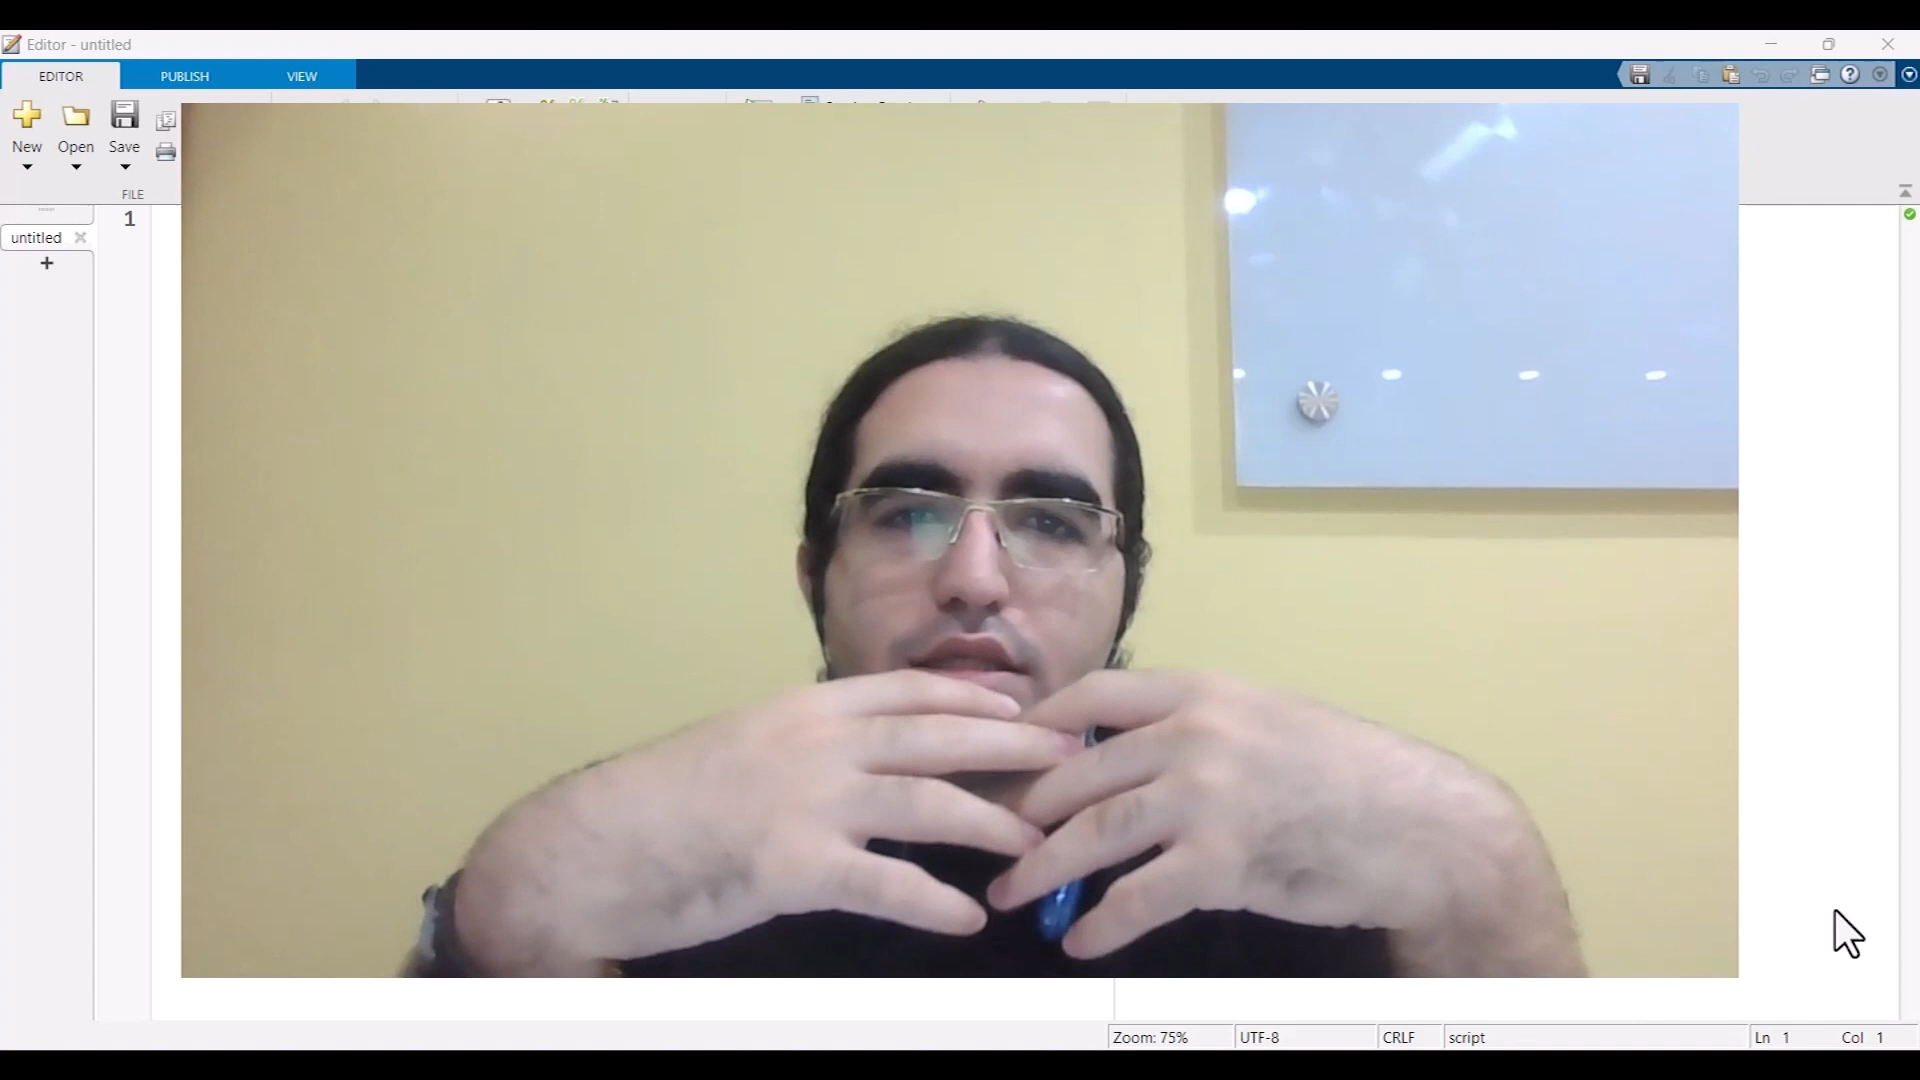 Editor - untitled
EDITOR PUBLISH VIEW
New Open Save
FILE
1
untitled
Zoom: 75% UTF-8 CRLF script Ln 1 Col 1